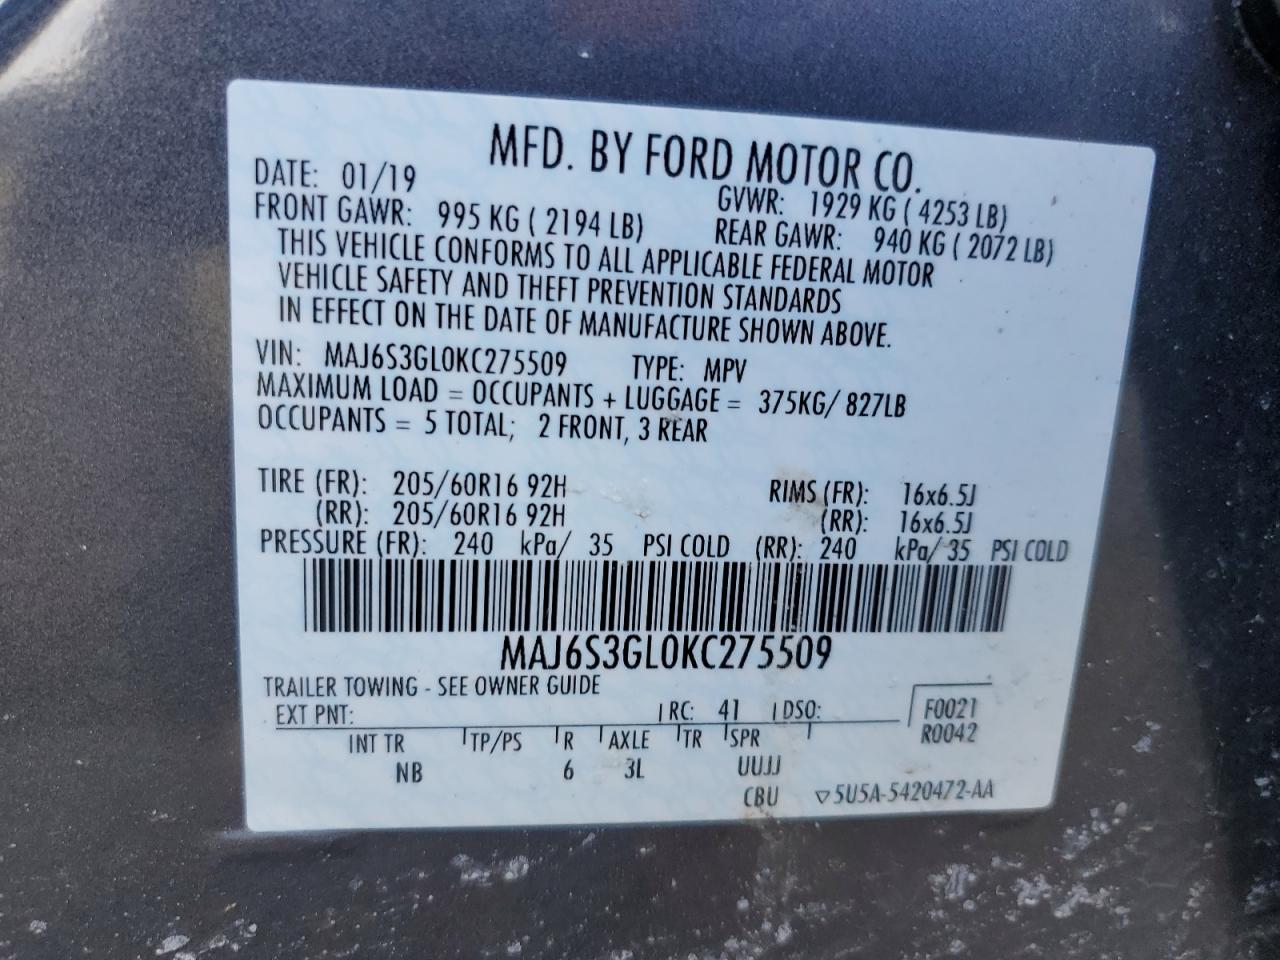 MFD. BY FORD MOTOR CO.
DATE: 01/19 GVWR: 1929 KG ( 4253 LB)
FRONT GAWR: 995 KG ( 2194 LB) REAR GAWR: 940 KG ( 2072 LB)
THIS VEHICLE CONFORMS TO ALL APPLICABLE FEDERAL MOTOR
VEHICLE SAFETY AND THEFT PREVENTION STANDARDS
IN EFFECT ON THE DATE OF MANUFACTURE SHOWN ABOVE.
VIN: MAJ6S3GL0KC275509 TYPE: MPV
MAXIMUM LOAD = OCCUPANTS + LUGGAGE = 375KG/ 827LB
OCCUPANTS = 5 TOTAL; 2 FRONT, 3 REAR
TIRE (FR): 205/60R16 92H RIMS (FR): 16x6.5J
(RR): 205/60R16 92H (RR): 16x6.5J
PRESSURE (FR): 240 kPa/ 35 PSI COLD (RR): 240 kPa/ 35 PSI COLD
MAJ6S3GL0KC275509
TRAILER TOWING - SEE OWNER GUIDE
EXT PNT: RC: 41 DSO: F0021
R0042
INT TR TP/PS R AXLE TR SPR
NB 6 3L UUJJ
CBU ▽5U5A-5420472-AA